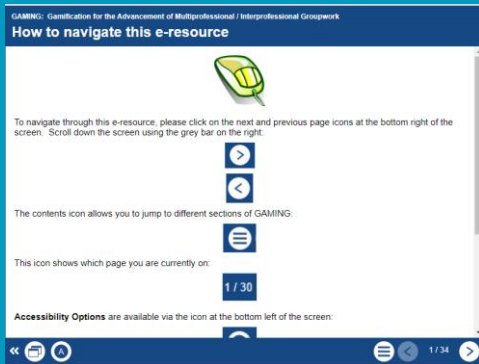 GAMING: Gamification for the Advancement of Multiprofessional / Interprofessional Groupwork
How to navigate this e-resource
To navigate through this e-resource, please click on the next and previous page icons at the bottom right of the
screen. Scroll down the screen using the grey bar on the right:
The contents icon allows you to jump to different sections of GAMING:
This icon shows which page you are currently on:
1 / 30
Accessibility Options are available via the icon at the bottom left of the screen:
A
1 / 34